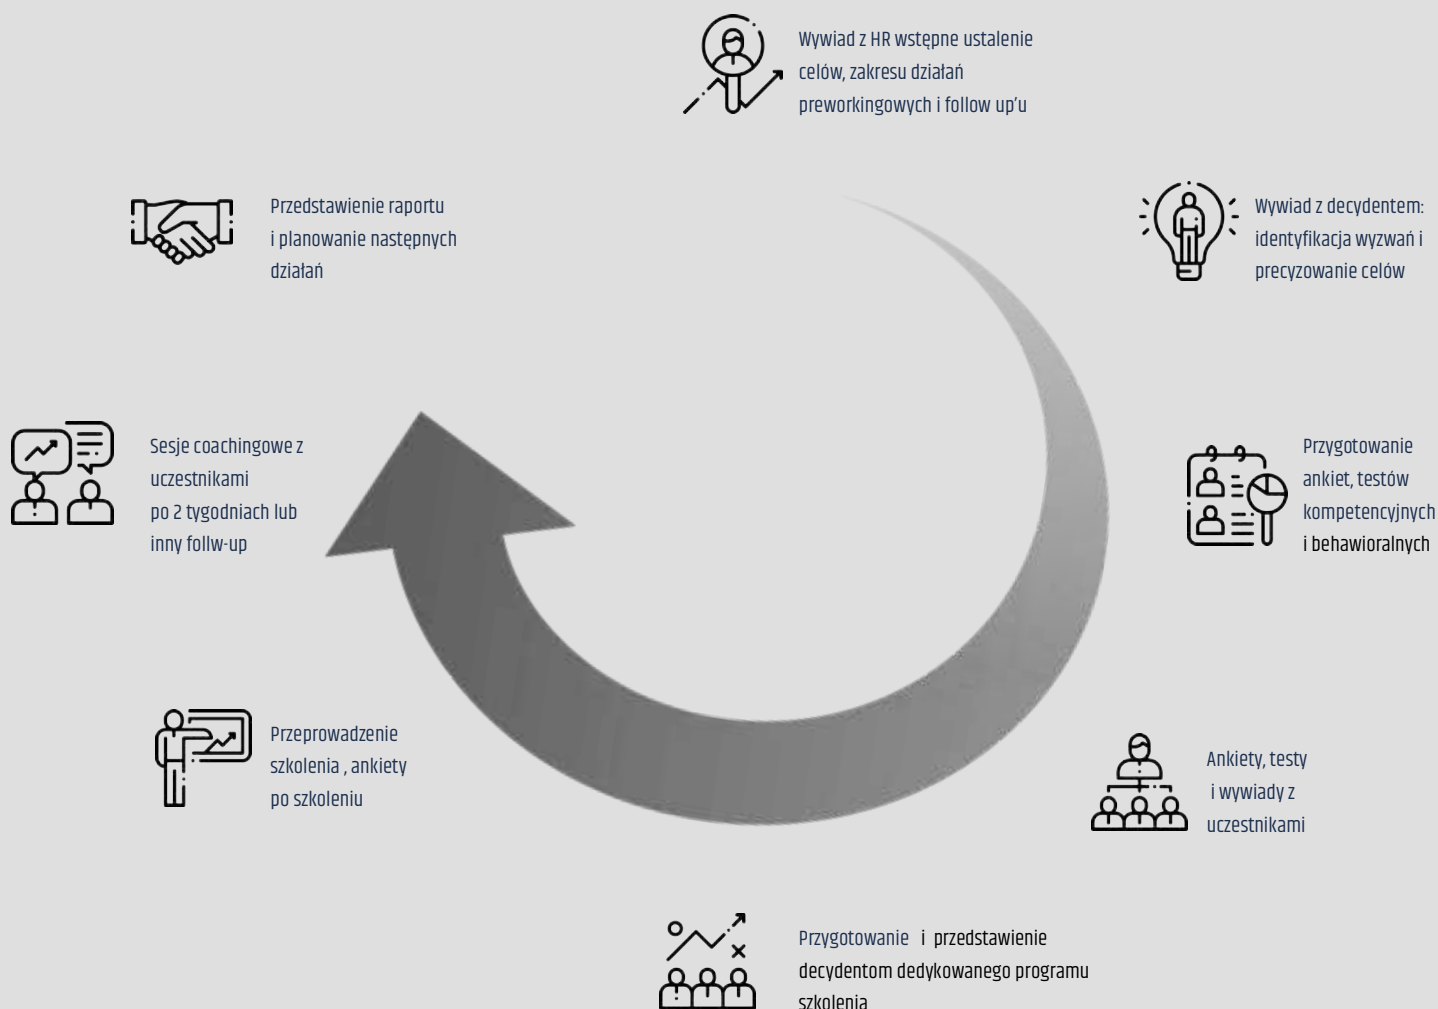 Wywiad z HR wstępne ustalenie
celów, zakresu działań
preworkingowych i follow up’u
Wywiad z decydentem:
identyfikacja wyzwań i
precyzowanie celów
Przygotowanie
ankiet, testów
kompetencyjnych
i behawioralnych
Ankiety, testy
i wywiady z
uczestnikami
Przygotowanie i przedstawienie
decydentom dedykowanego programu
szkolenia
Przeprowadzenie
szkolenia , ankiety
po szkoleniu
Sesje coachingowe z
uczestnikami
po 2 tygodniach lub
inny follw-up
Przedstawienie raportu
i planowanie następnych
działań